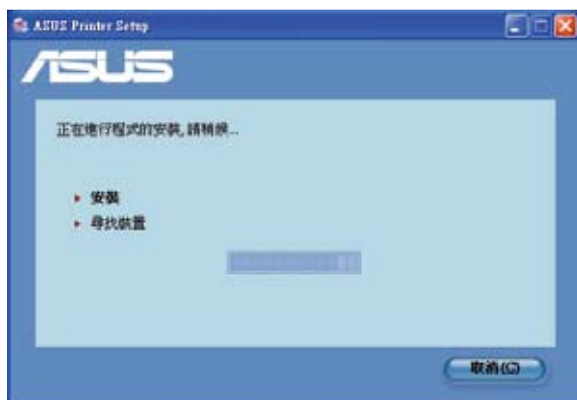 ASUS Printer Setup
ASUS
正在進行程式的安裝, 請稍候...
安裝
尋找裝置
取消(C)